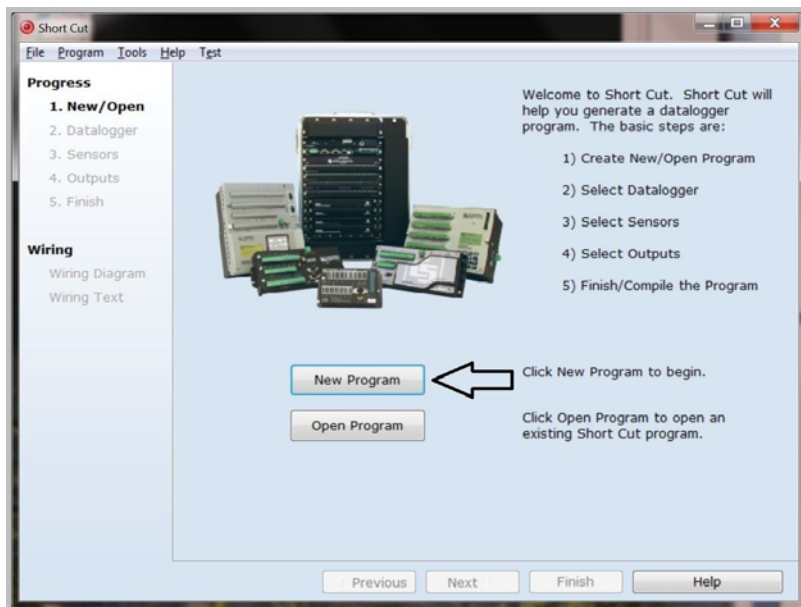 Short Cut
File Program Tools Help Test
Progress
1. New/Open
2. Datalogger
3. Sensors
4. Outputs
5. Finish
Wiring
Wiring Diagram
Wiring Text
Welcome to Short Cut. Short Cut will
help you generate a datalogger
program. The basic steps are:
1) Create New/Open Program
2) Select Datalogger
3) Select Sensors
4) Select Outputs
5) Finish/Compile the Program
New Program
Click New Program to begin.
Open Program
Click Open Program to open an
existing Short Cut program.
Previous Next Finish Help